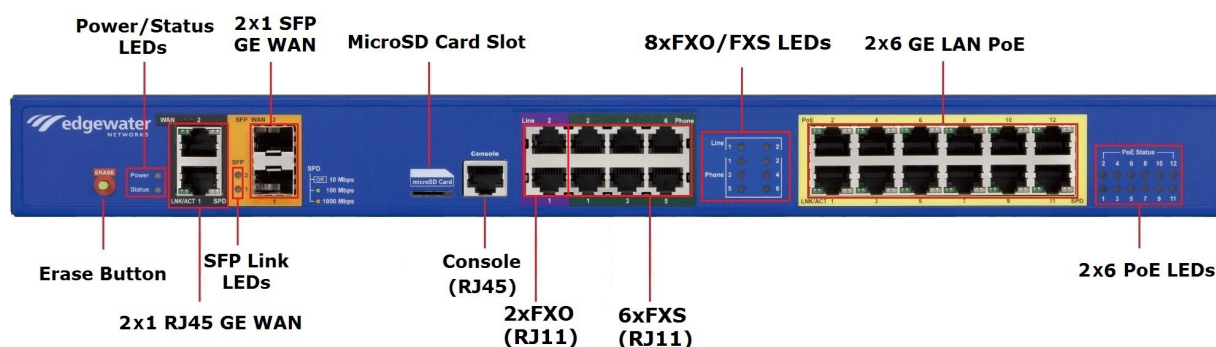 Power/Status
LEDs
2x1 SFP
GE WAN
MicroSD Card Slot
8xFXO/FXS LEDs
2x6 GE LAN PoE
edgewater
NETWORKS
ERASE
Power
Status
WAN 2
LNK/ACT 1 SPD
SFP WAN 2
SFP
2
1
1
SPD
Off 10 Mbps
100 Mbps
1000 Mbps
microSD Card
Console
Line 2 2 4 6 Phone
1 1 3 5
Line 1 2
1 2
Phone 3 4
5 6
PoE 2 4 6 8 10 12
LNK/ACT 1 3 5 7 9 11 SPD
PoE Status
2 4 6 8 10 12
1 3 5 7 9 11
Erase Button
SFP Link
LEDs
2x1 RJ45 GE WAN
Console
(RJ45)
2xFXO
(RJ11)
6xFXS
(RJ11)
2x6 PoE LEDs